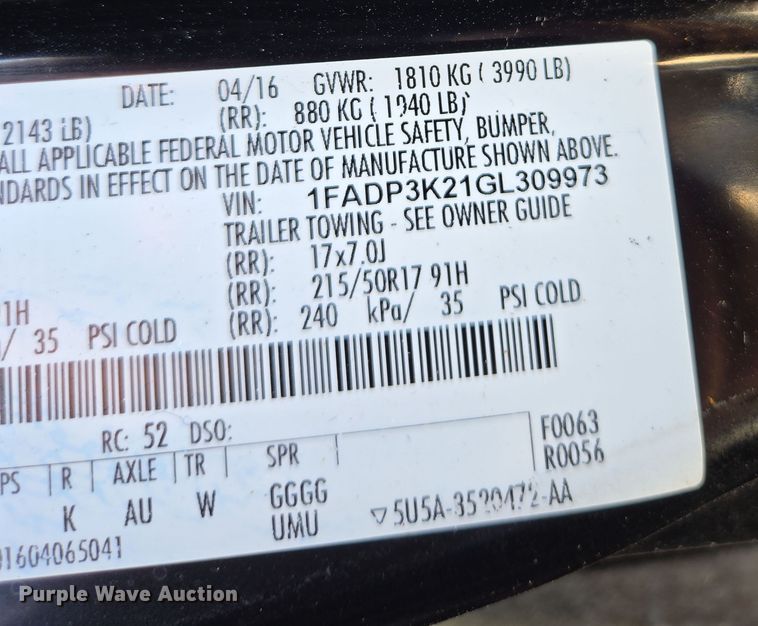 DATE: 04/16 GVWR: 1810 KG ( 3990 LB)
2143 LB) (RR): 880 KG ( 1940 LB)
ALL APPLICABLE FEDERAL MOTOR VEHICLE SAFETY, BUMPER,
NDARDS IN EFFECT ON THE DATE OF MANUFACTURE SHOWN ABOVE.
VIN: 1FADP3K21GL309973
TRAILER TOWING - SEE OWNER GUIDE
(RR): 17x7.0J
91H (RR): 215/50R17 91H
/ 35 PSI COLD (RR): 240 kPa/ 35 PSI COLD
RC: 52 DSO: F0063
PS R AXLE TR SPR R0056
K AU W GGGG
UMU ▽5U5A-3520472-AA
01604065041
Purple Wave Auction